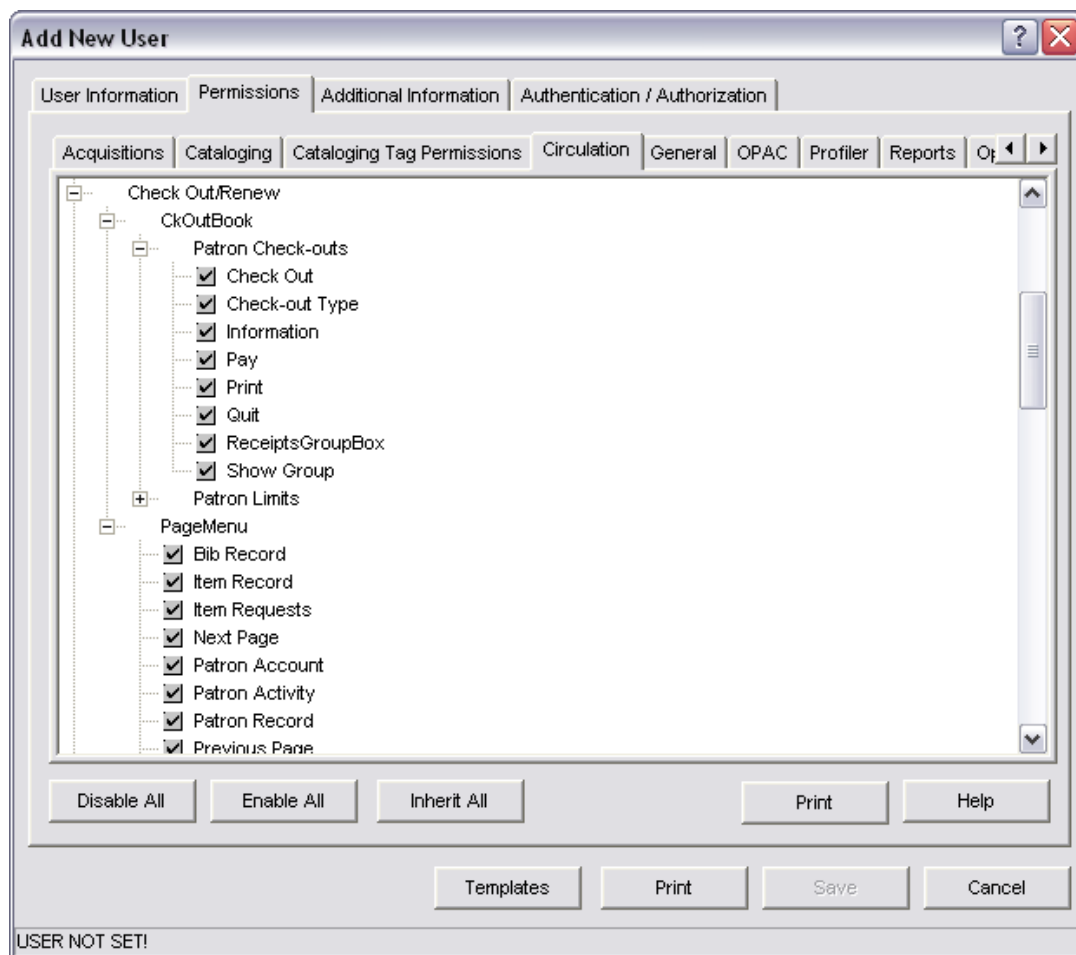 Add New User
User Information Permissions Additional Information Authentication / Authorization
Acquisitions Cataloging Cataloging Tag Permissions Circulation General OPAC Profiler Reports
Check Out/Renew
CkOutBook
Patron Check-outs
Check Out
Check-out Type
Information
Pay
Print
Quit
ReceiptsGroupBox
Show Group
Patron Limits
PageMenu
Bib Record
Item Record
Item Requests
Next Page
Patron Account
Patron Activity
Patron Record
Previous Page
Disable All Enable All Inherit All Print Help
Templates Print Save Cancel
USER NOT SET!